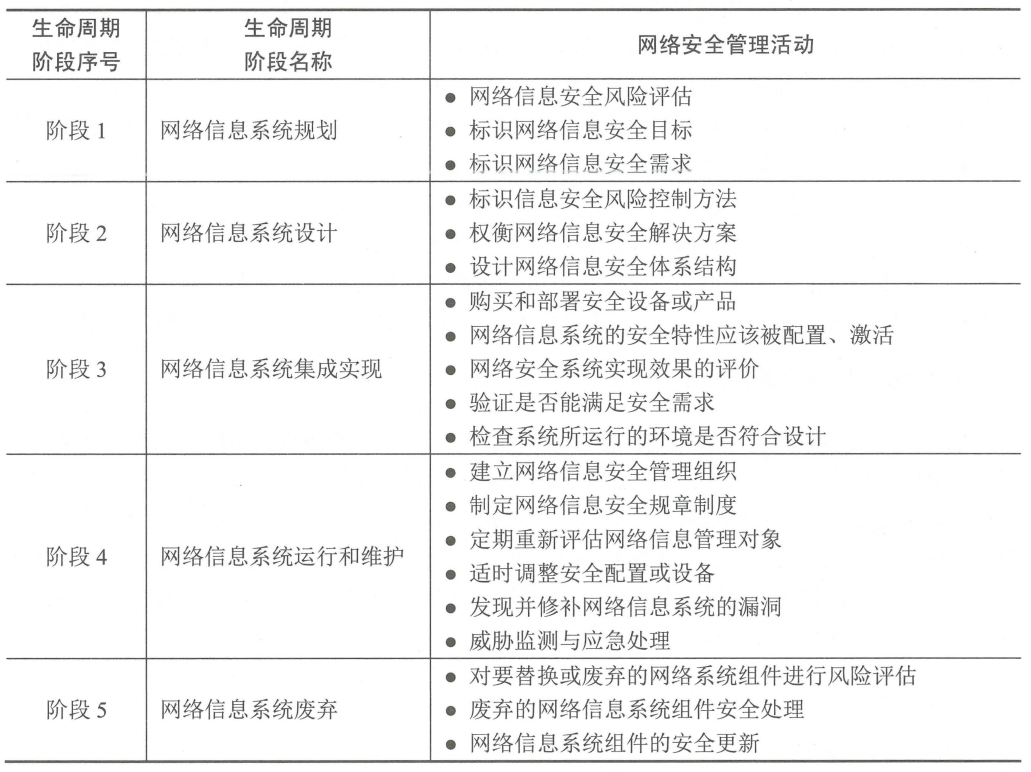 生命周期
阶段序号
生命周期
阶段名称
网络安全管理活动
阶段 1
网络信息系统规划
● 网络信息安全风险评估
● 标识网络信息安全目标
● 标识网络信息安全需求
阶段 2
网络信息系统设计
● 标识信息安全风险控制方法
● 权衡网络信息安全解决方案
● 设计网络信息安全体系结构
阶段 3
网络信息系统集成实现
● 购买和部署安全设备或产品
● 网络信息系统的安全特性应该被配置、激活
● 网络安全系统实现效果的评价
● 验证是否能满足安全需求
● 检查系统所运行的环境是否符合设计
阶段 4
网络信息系统运行和维护
● 建立网络信息安全管理组织
● 制定网络信息安全规章制度
● 定期重新评估网络信息管理对象
● 适时调整安全配置或设备
● 发现并修补网络信息系统的漏洞
● 威胁监测与应急处理
阶段 5
网络信息系统废弃
● 对要替换或废弃的网络系统组件进行风险评估
● 废弃的网络信息系统组件安全处理
● 网络信息系统组件的安全更新